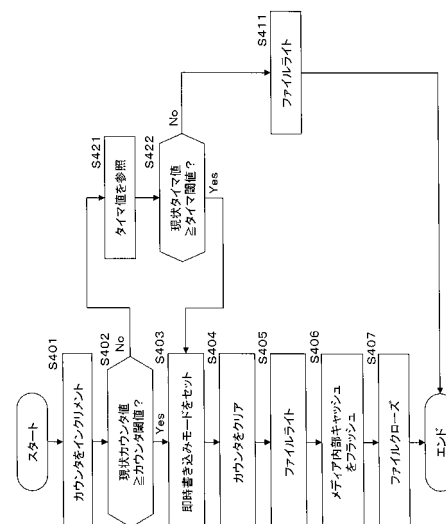 スタート
S401
カウンタをインクリメント
S402
現状カウンタ値
≧カウンタ閾値？
No
Yes
S421
タイマ値を参照
S422
現状タイマ値
≧タイマ閾値？
No
Yes
S403
即時書き込みモードをセット
S404
カウンタをクリア
S405
ファイルライト
S406
メディア内部キャッシュ
をフラッシュ
S407
ファイルクローズ
S411
ファイルライト
エンド